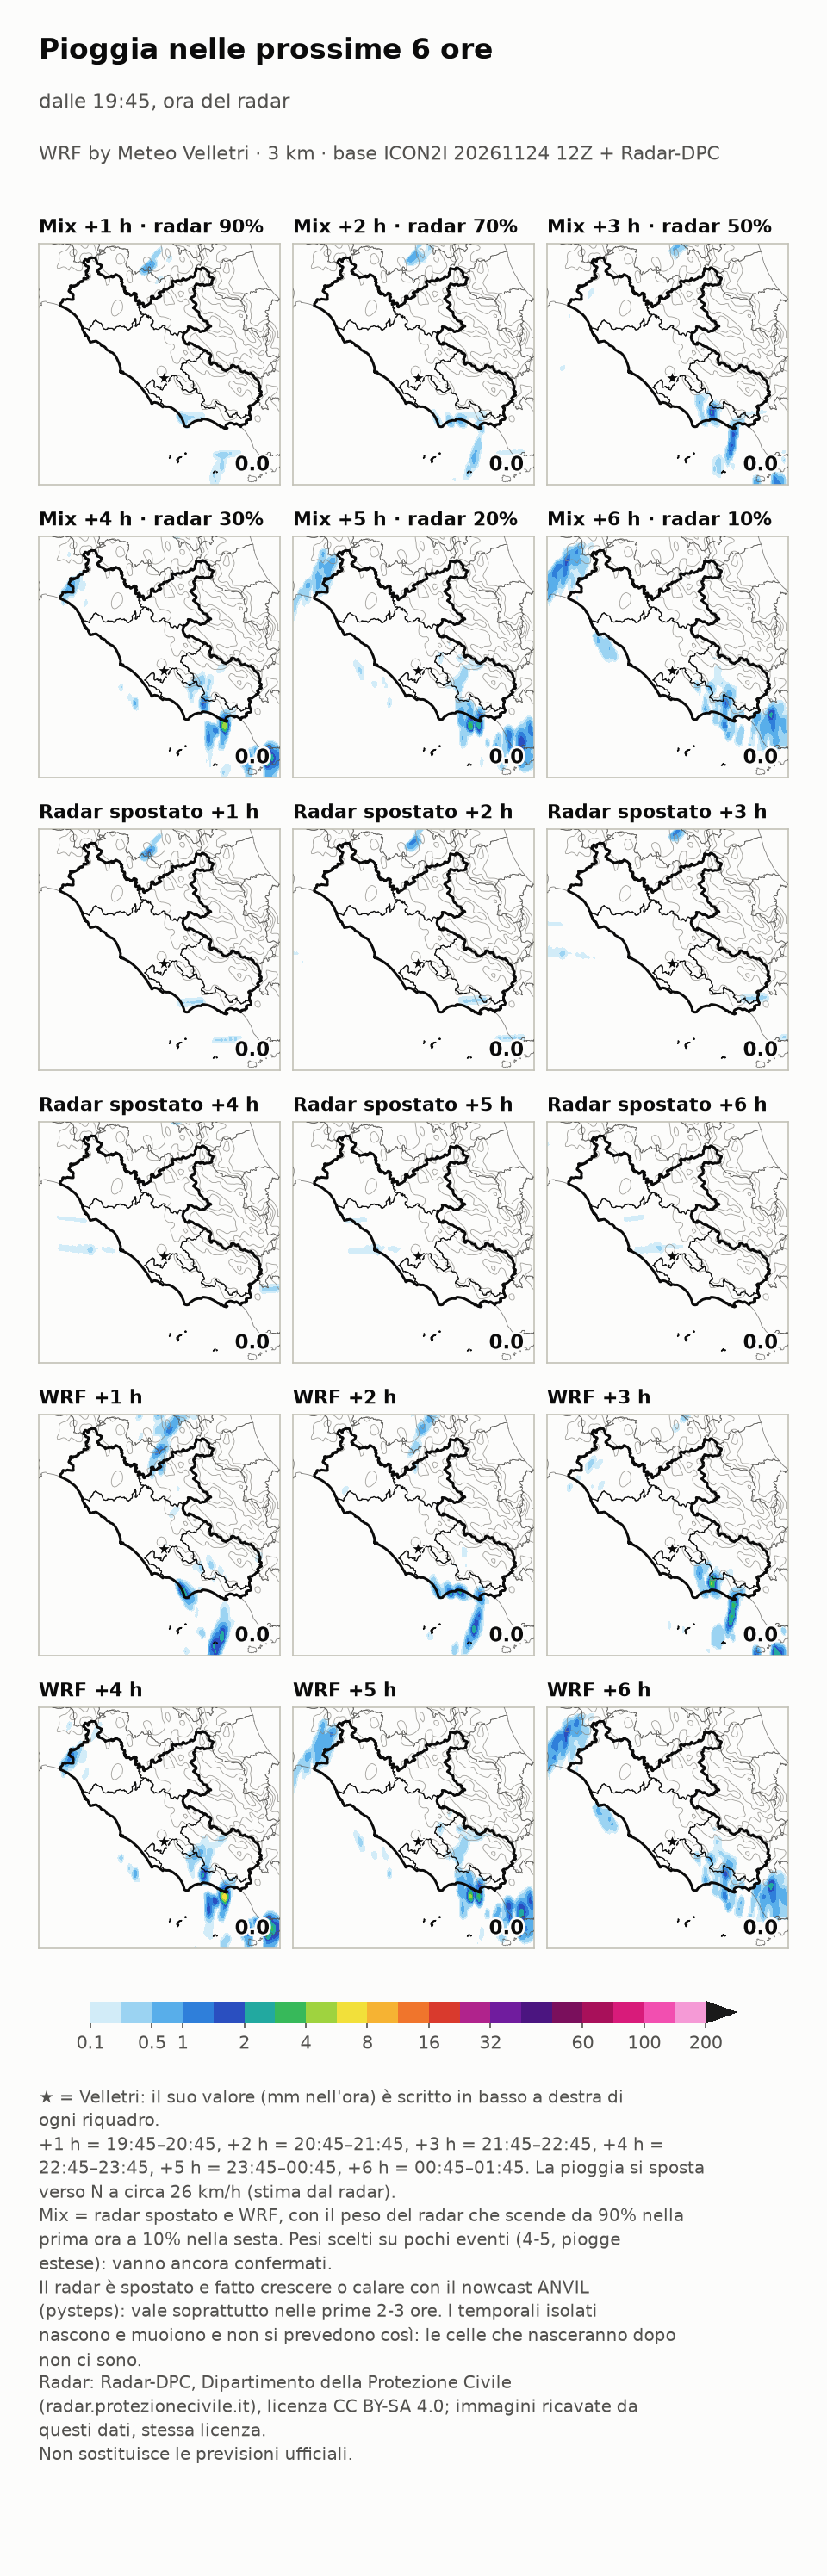 Pioggia nelle prossime 6 ore
dalle 19:45, ora del radar
WRF by Meteo Velletri · 3 km · base ICON2I 20261124 12Z + Radar-DPC
Mix +1 h · radar 90%
Mix +2 h · radar 70%
Mix +3 h · radar 50%
0.0
0.0
0.0
Mix +4 h · radar 30%
Mix +5 h · radar 20%
Mix +6 h · radar 10%
0.0
0.0
0.0
Radar spostato +1 h
Radar spostato +2 h
Radar spostato +3 h
0.0
0.0
0.0
Radar spostato +4 h
Radar spostato +5 h
Radar spostato +6 h
0.0
0.0
0.0
WRF +1 h
WRF +2 h
WRF +3 h
0.0
0.0
0.0
WRF +4 h
WRF +5 h
WRF +6 h
0.0
0.0
0.0
0.1 0.5 1 2 4 8 16 32 60 100 200
★ = Velletri: il suo valore (mm nell'ora) è scritto in basso a destra di
ogni riquadro.
+1 h = 19:45–20:45, +2 h = 20:45–21:45, +3 h = 21:45–22:45, +4 h =
22:45–23:45, +5 h = 23:45–00:45, +6 h = 00:45–01:45. La pioggia si sposta
verso N a circa 26 km/h (stima dal radar).
Mix = radar spostato e WRF, con il peso del radar che scende da 90% nella
prima ora a 10% nella sesta. Pesi scelti su pochi eventi (4-5, piogge
estese): vanno ancora confermati.
Il radar è spostato e fatto crescere o calare con il nowcast ANVIL
(pysteps): vale soprattutto nelle prime 2-3 ore. I temporali isolati
nascono e muoiono e non si prevedono così: le celle che nasceranno dopo
non ci sono.
Radar: Radar-DPC, Dipartimento della Protezione Civile
(radar.protezionecivile.it), licenza CC BY-SA 4.0; immagini ricavate da
questi dati, stessa licenza.
Non sostituisce le previsioni ufficiali.